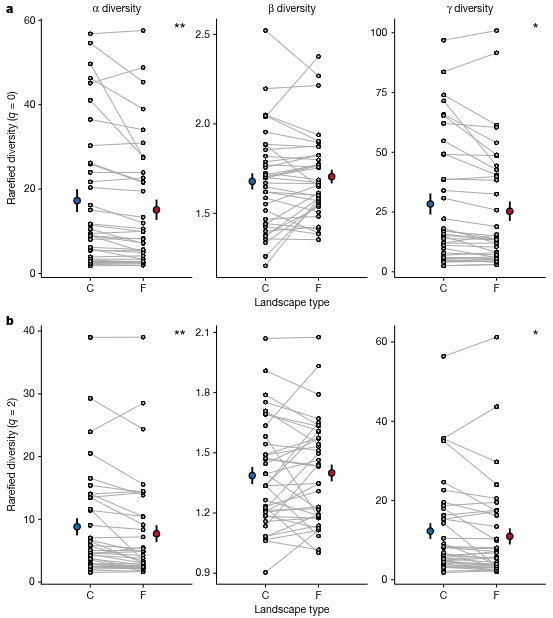 a
α diversity
β diversity
γ diversity
**
*
Rarefied diversity (q = 0)
60
40
20
0
2.5
2.0
1.5
100
75
50
25
0
C F
C F
C F
Landscape type
b
**
*
Rarefied diversity (q = 2)
40
30
20
10
0
2.1
1.8
1.5
1.2
0.9
60
40
20
0
C F
C F
C F
Landscape type